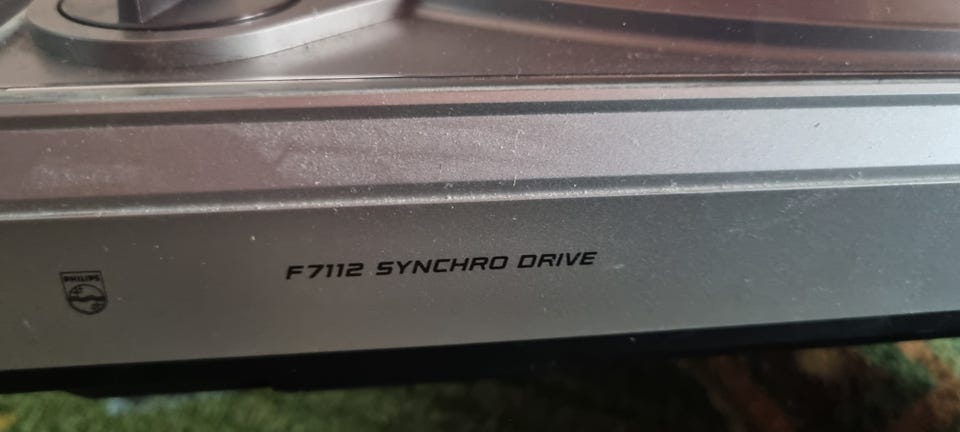 PHILIPS
F7112 SYNCHRO DRIVE